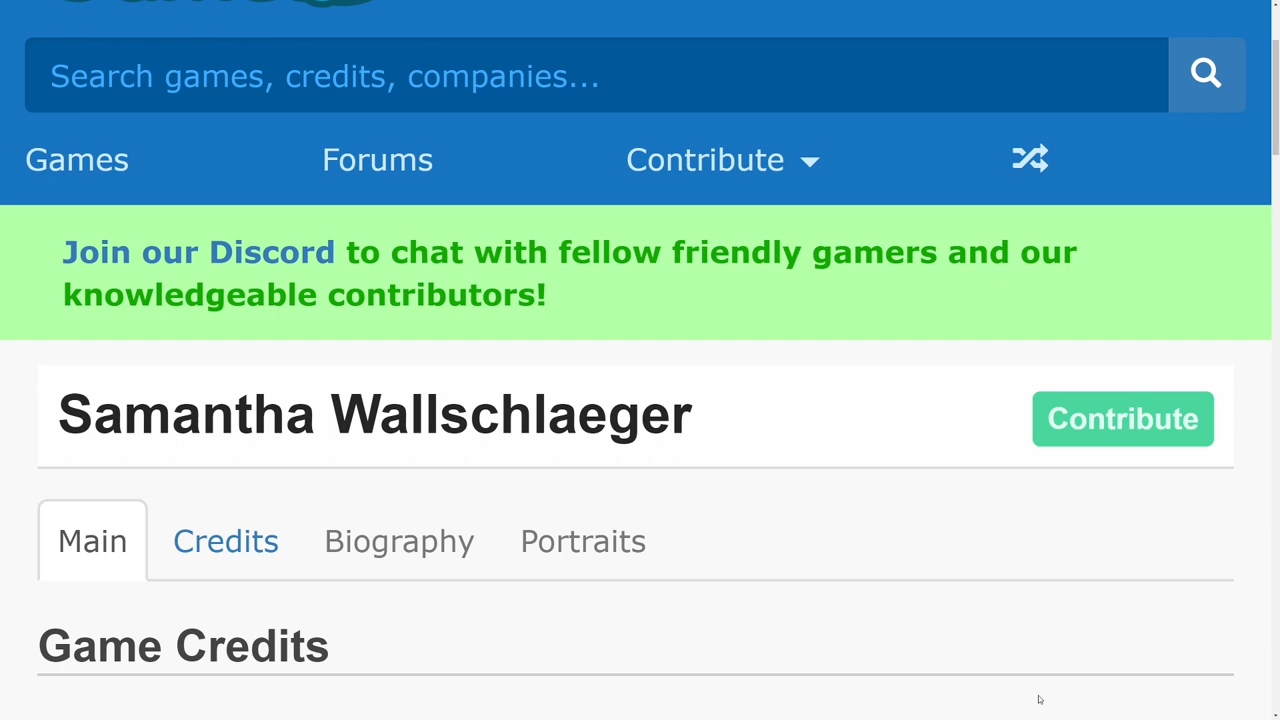 Search games, credits, companies...
Games Forums Contribute
Join our Discord to chat with fellow friendly gamers and our
knowledgeable contributors!
Samantha Wallschlaeger
Contribute
Main Credits Biography Portraits
Game Credits